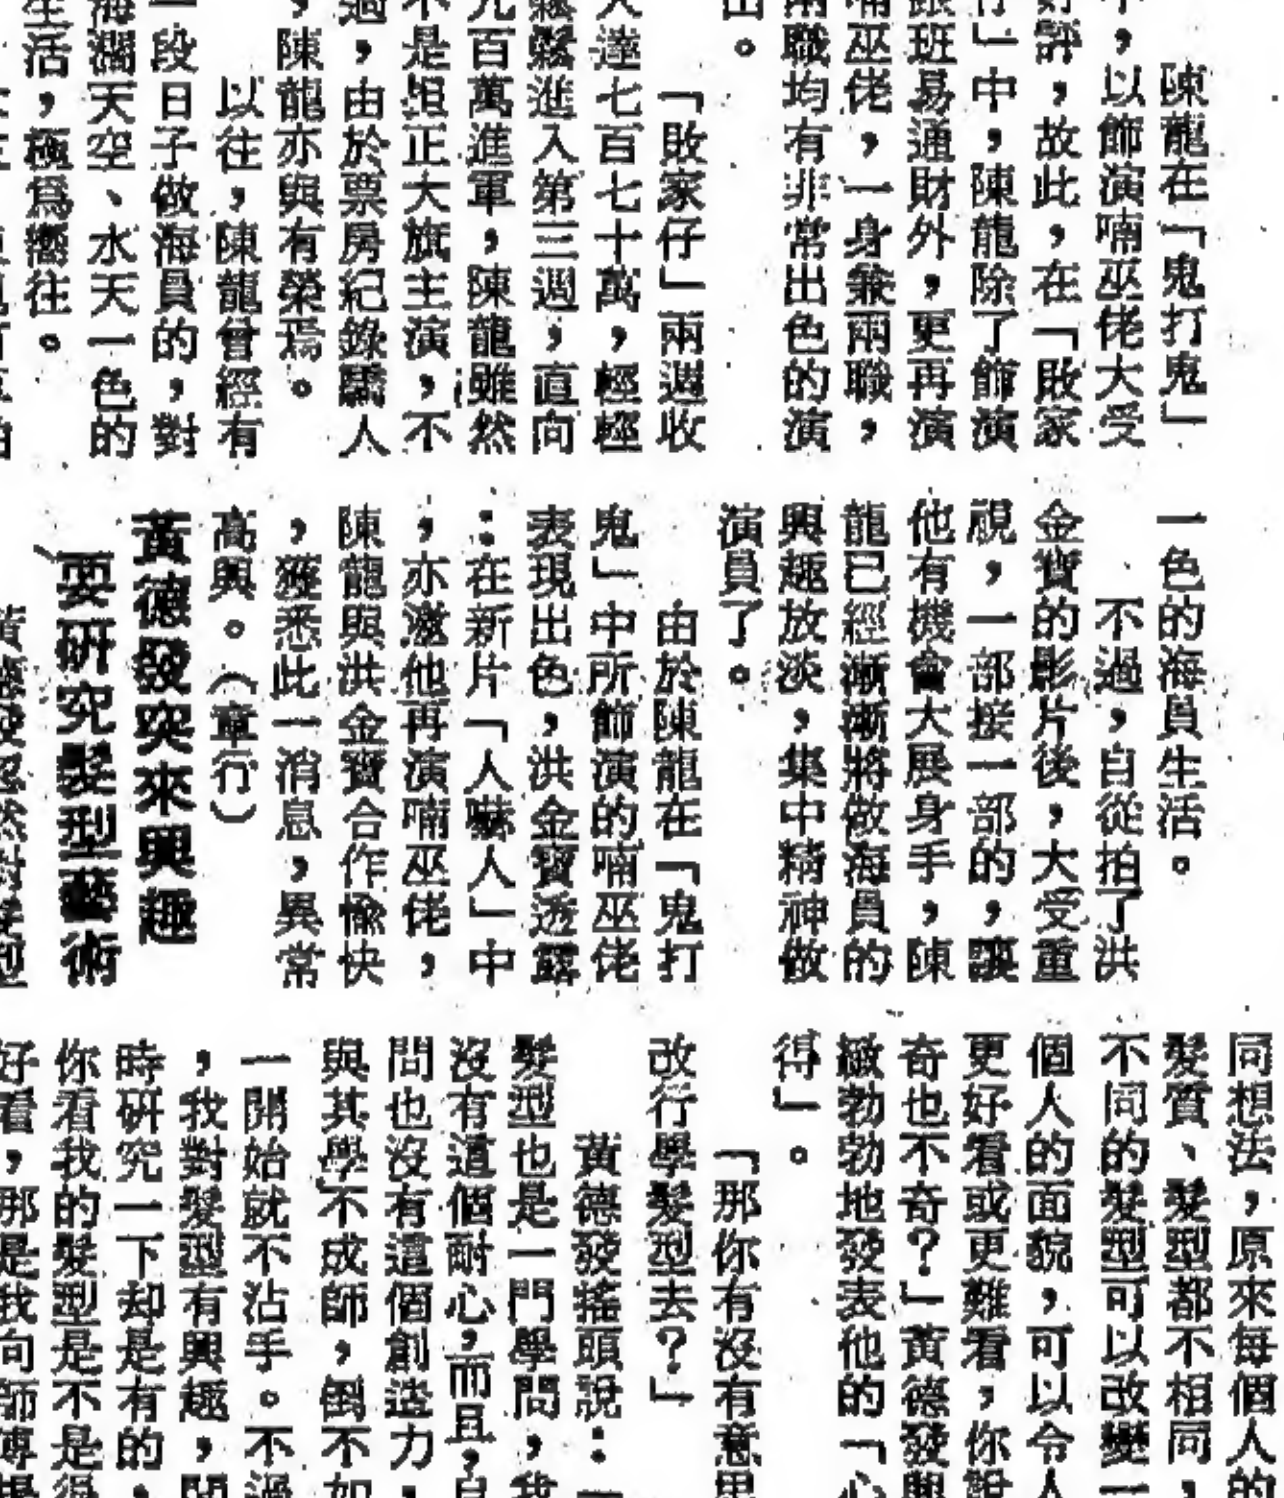 陳龍在「鬼打鬼」
中，以飾演喃巫佬大受
好評，故此，在「敗家
仔」中，陳龍除了飾演
跟班易通財外，更再演
喃巫佬，一身兼兩職，
兩職均有非常出色的演
出。
「敗家仔」兩週收
入達七百七十萬，輕輕
鬆鬆進入第三週，直向
九百萬進軍，陳龍雖然
不是担正大旗主演，不
過，由於票房紀錄驕人
，陳龍亦與有榮焉。
以往，陳龍曾經有
一段日子做海員的，對
海濶天空、水天一色的
生活，極爲嚮往。
一色的海員生活。
不過，自從拍了洪
金寶的影片後，大受重
視，一部接一部的，讓
他有機會大展身手，陳
龍已經漸漸將做海員的
興趣放淡，集中精神做
演員了。
由於陳龍在「鬼打
鬼」中所飾演的喃巫佬
表現出色，洪金寶透露
：在新片「人嚇人」中
，亦邀他再演喃巫佬，
陳龍與洪金寶合作愉快
，獲悉此一消息，異常
高興。（章行）
黃德發突來興趣
要研究髮型藝術
黃德發忽然對髮型
同想法，原來每個人的
髮質、髮型都不相同，
不同的髮型可以改變一
個人的面貌，可以令人
更好看或更難看，你說
奇也不奇？」黃德發興
緻勃勃地發表他的「心
得」。
「那你有沒有意思
改行學髮型去？」
黃德發搖頭說：「
髮型也是一門學問，我
沒有這個耐心，而且，自
問也沒有這個創造力，
與其學不成師，倒不如
一開始就不沾手。不過
，我對髮型有興趣，閑
時研究一下却是有的，
你看我的髮型是不是很
好看，那是我向師傅